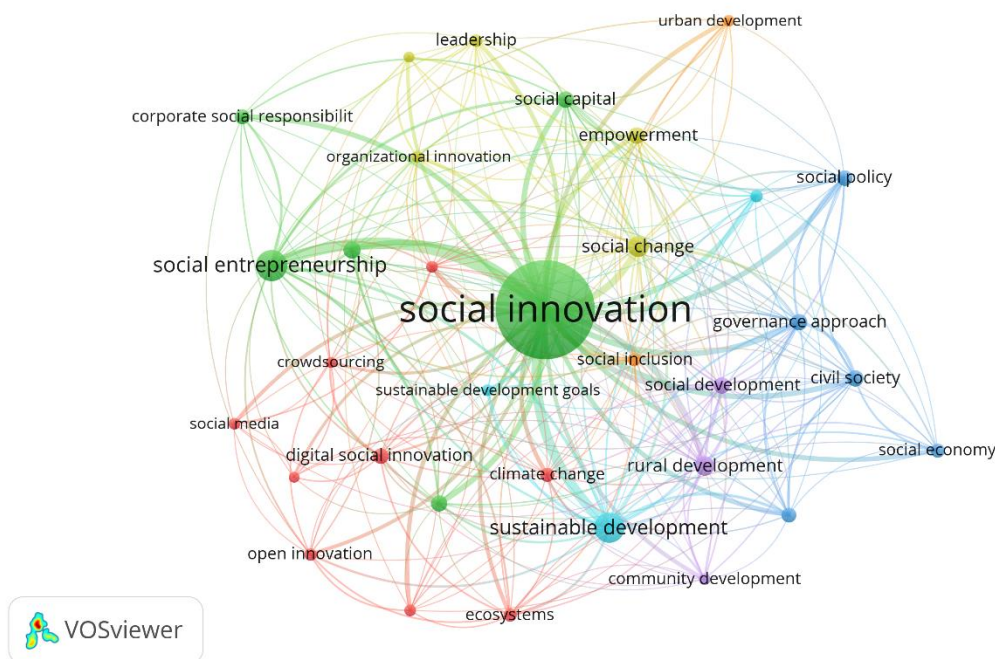 urban development
leadership
social capital
corporate social responsibilit
empowerment
organizational innovation
social policy
social change
social entrepreneurship
social innovation
governance approach
social inclusion
crowdsourcing
civil society
social development
sustainable development goals
social media
social economy
digital social innovation
rural development
climate change
sustainable development
open innovation
community development
ecosystems
VOSviewer